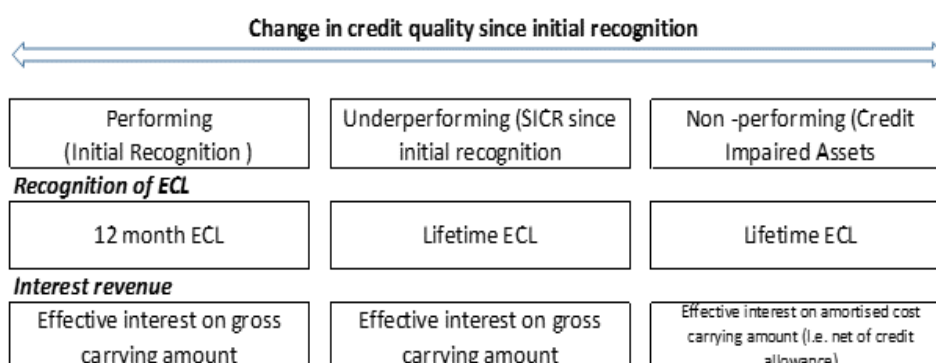 Change in credit quality since initial recognition
Performing
(Initial Recognition )
Underperforming (SICR since
initial recognition
Non -performing (Credit
Impaired Assets
Recognition of ECL
12 month ECL
Lifetime ECL
Lifetime ECL
Interest revenue
Effective interest on gross
carrying amount
Effective interest on gross
carrying amount
Effective interest on amortised cost
carrying amount (I.e. net of credit
allowance)